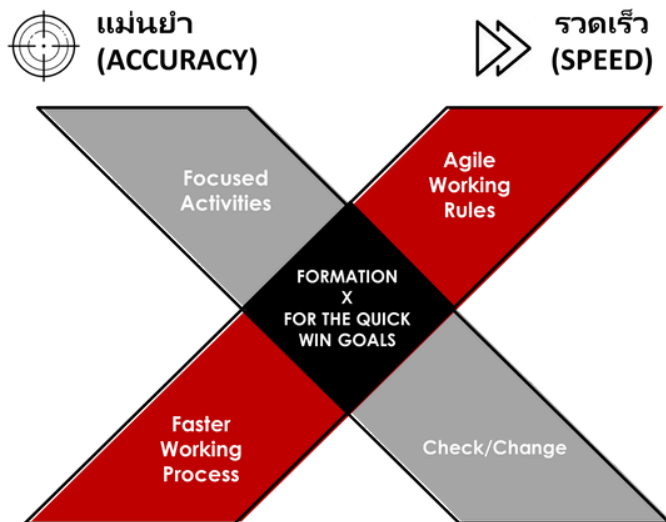 แม่นยำ
(ACCURACY)
รวดเร็ว
(SPEED)
Focused
Activities
Agile
Working
Rules
FORMATION
X
FOR THE QUICK
WIN GOALS
Faster
Working
Process
Check/Change